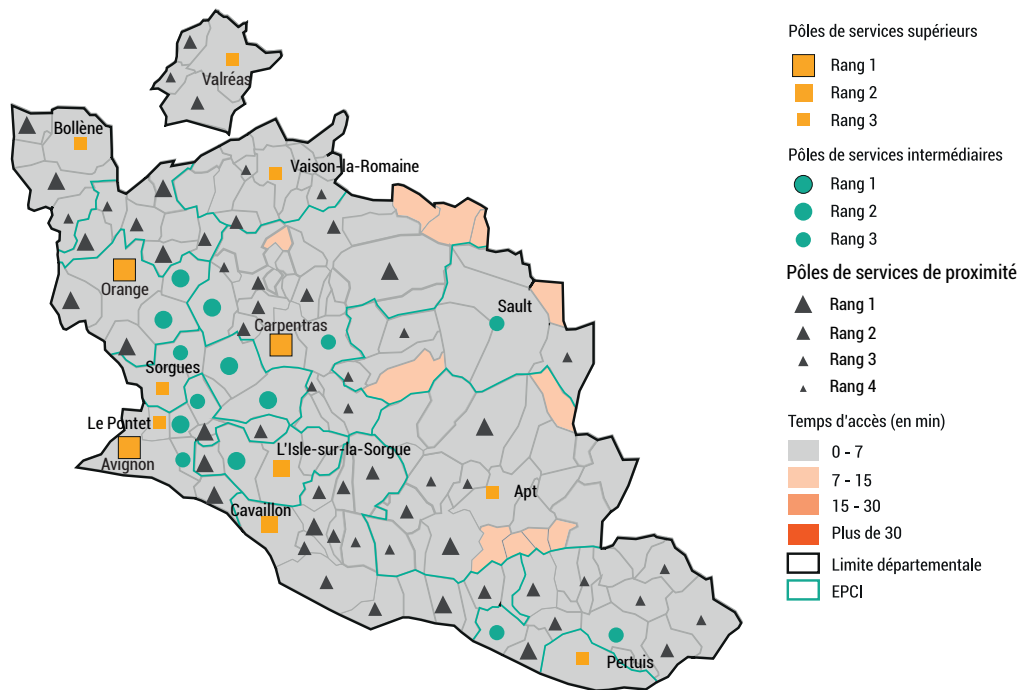 Valréas
Bollène
Vaison-la-Romaine
Orange
Sault
Carpentras
Sorgues
Le Pontet
Avignon
L'Isle-sur-la-Sorgue
Cavaillon
Apt
Pertuis
Pôles de services supérieurs
Rang 1
Rang 2
Rang 3
Pôles de services intermédiaires
Rang 1
Rang 2
Rang 3
Pôles de services de proximité
Rang 1
Rang 2
Rang 3
Rang 4
Temps d'accès (en min)
0 - 7
7 - 15
15 - 30
Plus de 30
Limite départementale
EPCI